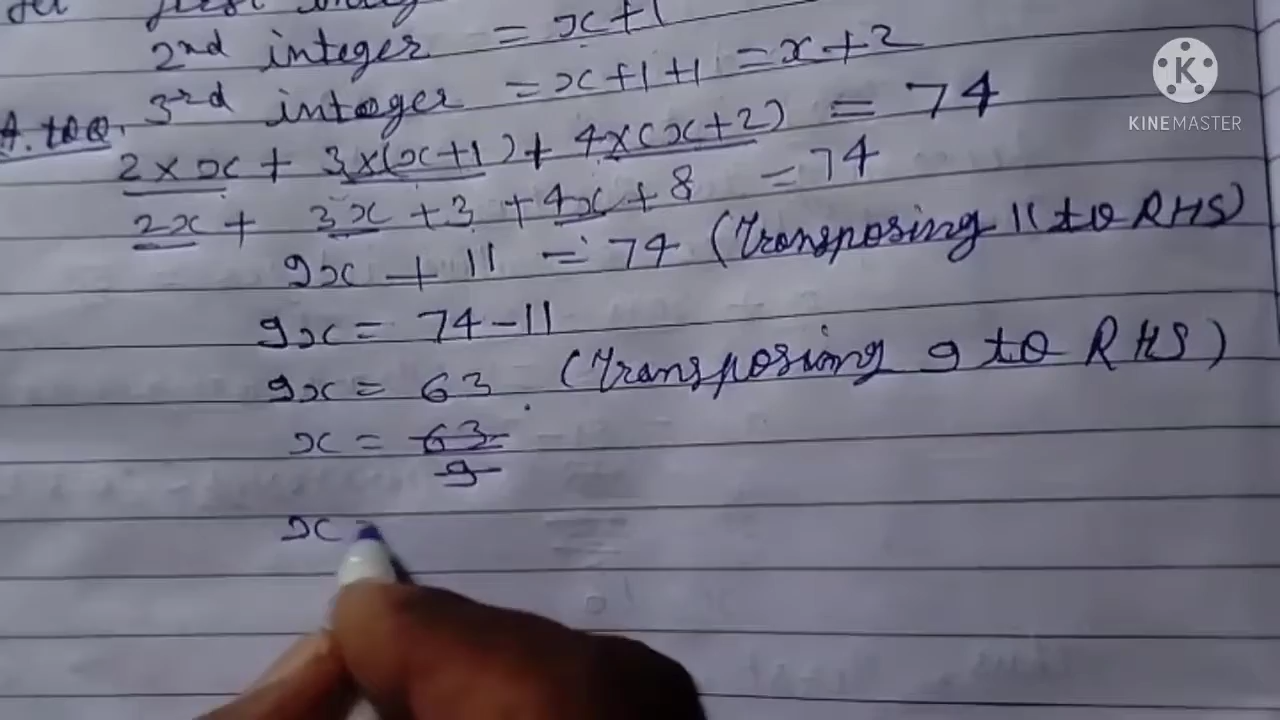 first
2nd integer = x+1
3rd integer = x+1+1 = x+2
A.to Q.
2×x + 3×(x+1) + 4×(x+2) = 74
2x + 3x + 3 + 4x + 8 = 74
9x + 11 = 74 (Transposing 11 to RHS)
9x = 74-11
9x = 63 (Transposing 9 to RHS)
x = 63/9
x =
K
KINEMASTER